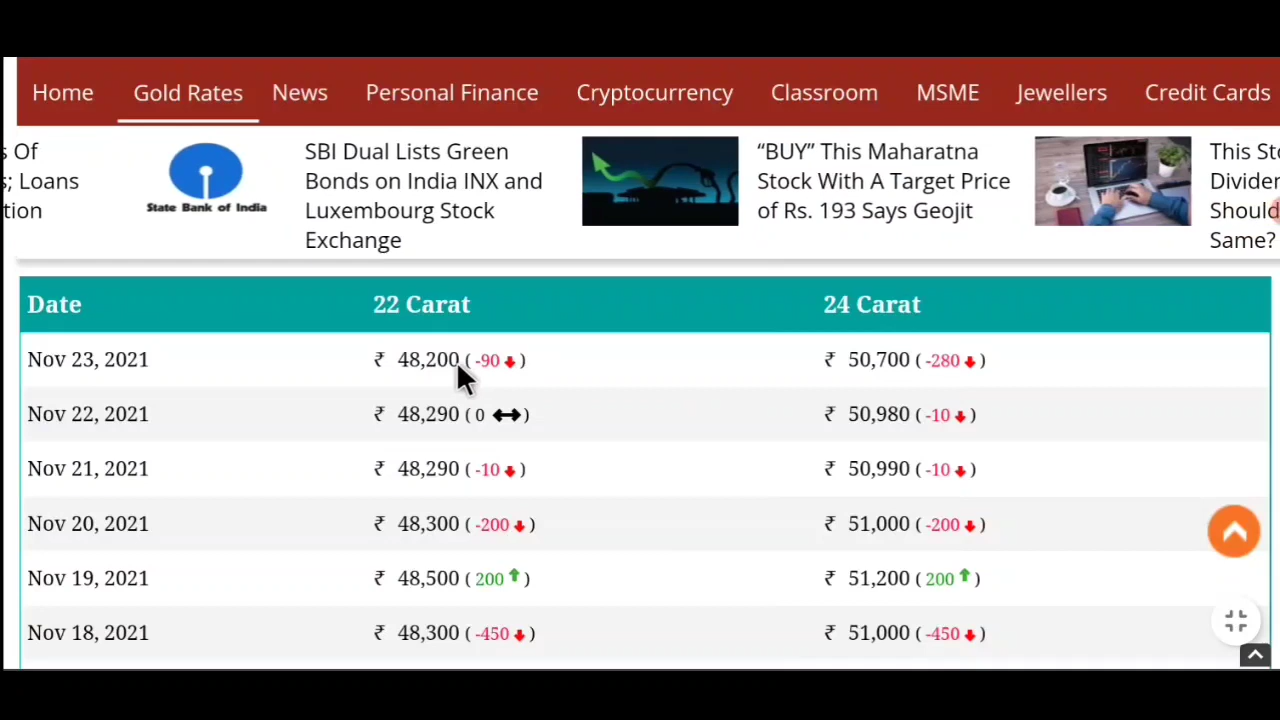 Home Gold Rates News Personal Finance Cryptocurrency Classroom MSME Jewellers Credit Cards
s Of
s; Loans
tion
State Bank of India
SBI Dual Lists Green
Bonds on India INX and
Luxembourg Stock
Exchange
“BUY” This Maharatna
Stock With A Target Price
of Rs. 193 Says Geojit
This Sto
Dividen
Should
Same?
Date 22 Carat 24 Carat
Nov 23, 2021 ₹ 48,200 ( -90 ) ₹ 50,700 ( -280 )
Nov 22, 2021 ₹ 48,290 ( 0 ) ₹ 50,980 ( -10 )
Nov 21, 2021 ₹ 48,290 ( -10 ) ₹ 50,990 ( -10 )
Nov 20, 2021 ₹ 48,300 ( -200 ) ₹ 51,000 ( -200 )
Nov 19, 2021 ₹ 48,500 ( 200 ) ₹ 51,200 ( 200 )
Nov 18, 2021 ₹ 48,300 ( -450 ) ₹ 51,000 ( -450 )